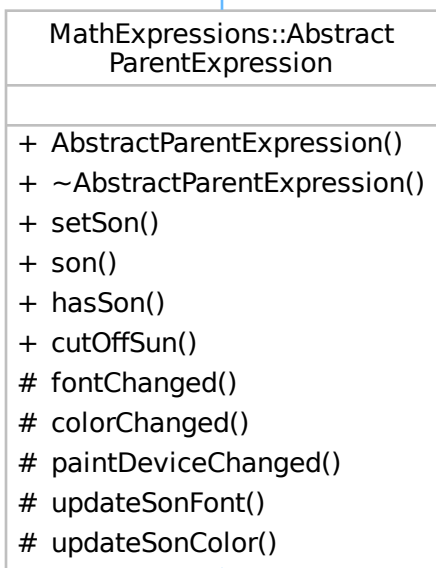 MathExpressions::Abstract
ParentExpression
+ AbstractParentExpression()
+ ~AbstractParentExpression()
+ setSon()
+ son()
+ hasSon()
+ cutOffSun()
# fontChanged()
# colorChanged()
# paintDeviceChanged()
# updateSonFont()
# updateSonColor()